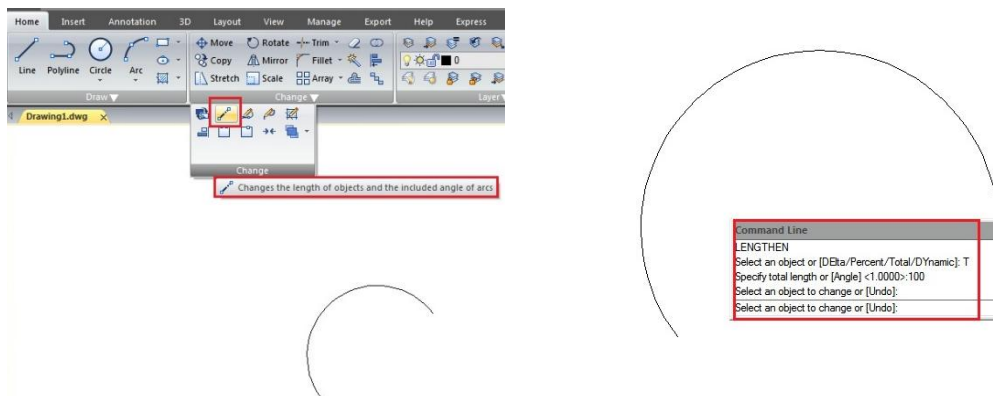 Home Insert Annotation 3D Layout View Manage Export Help Express
Move Rotate Trim
Copy Mirror Fillet 0
Line Polyline Circle Arc Stretch Scale Array
Draw Change Layer
Drawing1.dwg
Change
Changes the length of objects and the included angle of arcs
Command Line
LENGTHEN
Select an object or [DEIta/Percent/Total/DYnamic]: T
Specify total length or [Angle] <1.0000>:100
Select an object to change or [Undo]:
Select an object to change or [Undo]: